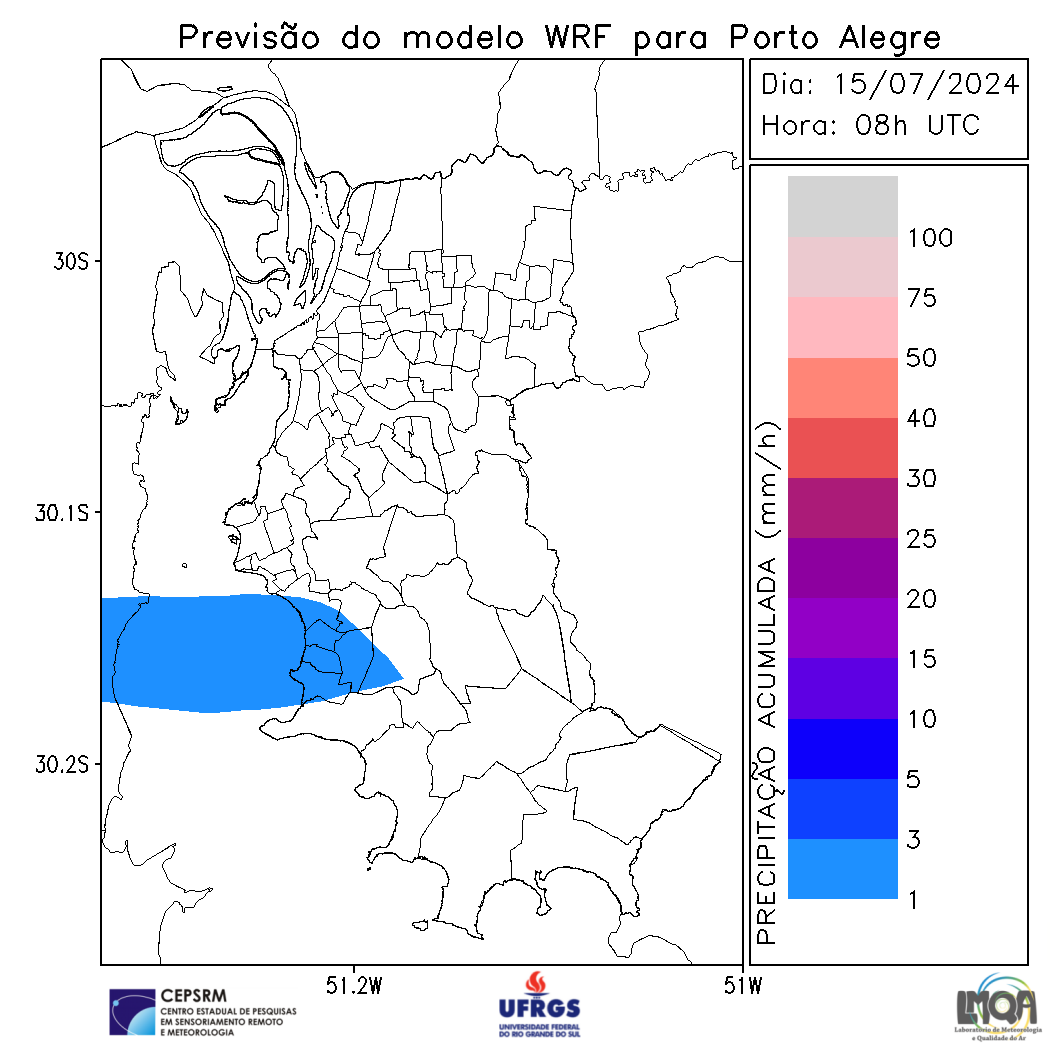 Previsão do modelo WRF para Porto Alegre
Dia: 15/07/2024
Hora: 08h UTC
30S
30.1S
30.2S
51.2W
51W
PRECIPITAÇÃO ACUMULADA (mm/h)
100
75
50
40
30
25
20
15
10
5
3
1
CEPSRM
CENTRO ESTADUAL DE PESQUISAS
EM SENSORIAMENTO REMOTO
E METEOROLOGIA
UFRGS
UNIVERSIDADE FEDERAL
DO RIO GRANDE DO SUL
LMQA
Laboratório de Meteorologia
e Qualidade do Ar